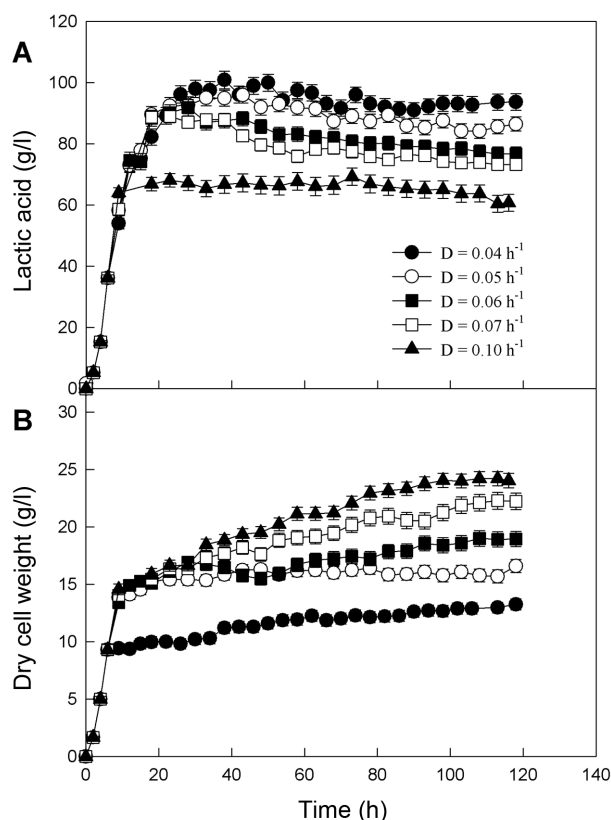 A
Lactic acid (g/l)
120
100
80
60
40
20
0
D = 0.04 h-1
D = 0.05 h-1
D = 0.06 h-1
D = 0.07 h-1
D = 0.10 h-1
B
Dry cell weight (g/l)
30
25
20
15
10
5
0
0 20 40 60 80 100 120 140
Time (h)